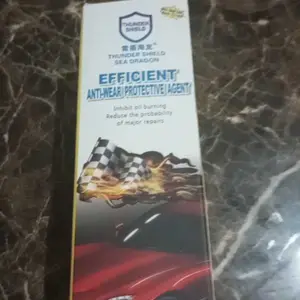 THUNDER
SHIELD
雷盾海龙
THUNDER SHIELD
SEA DRAGON
EFFICIENT
ANTI-WEAR PROTECTIVE AGENT
Inhibit oil burning
Reduce the probability
of major repairs